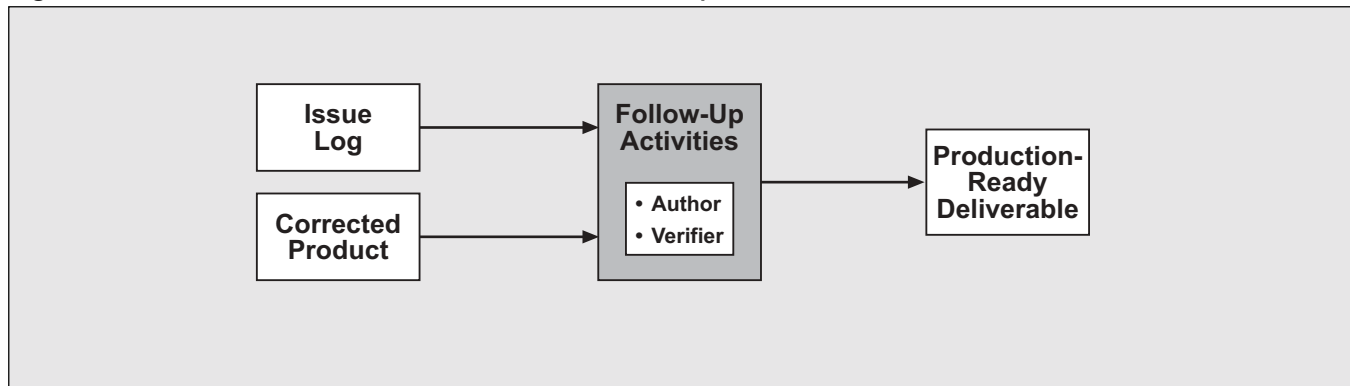 Issue
Log
Corrected
Product
Follow-Up
Activities
• Author
• Verifier
Production-
Ready
Deliverable